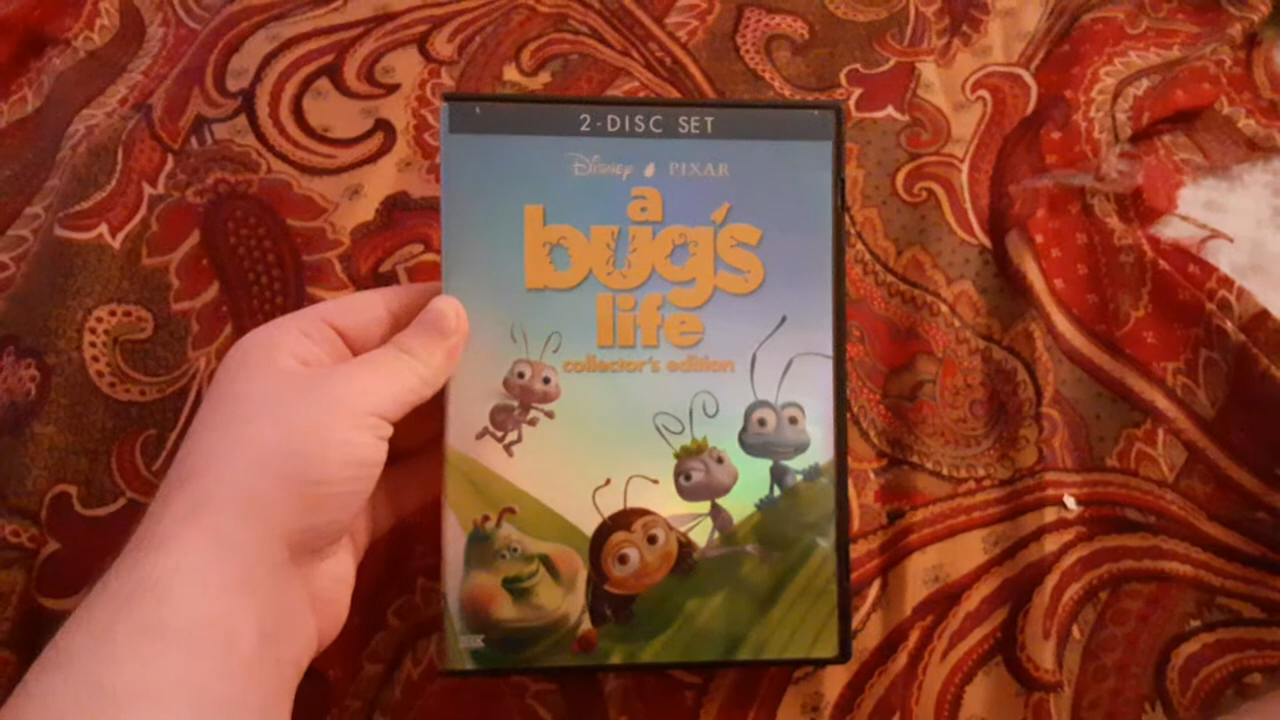 2-DISC SET
Disney PIXAR
a
bug's
life
collector's edition